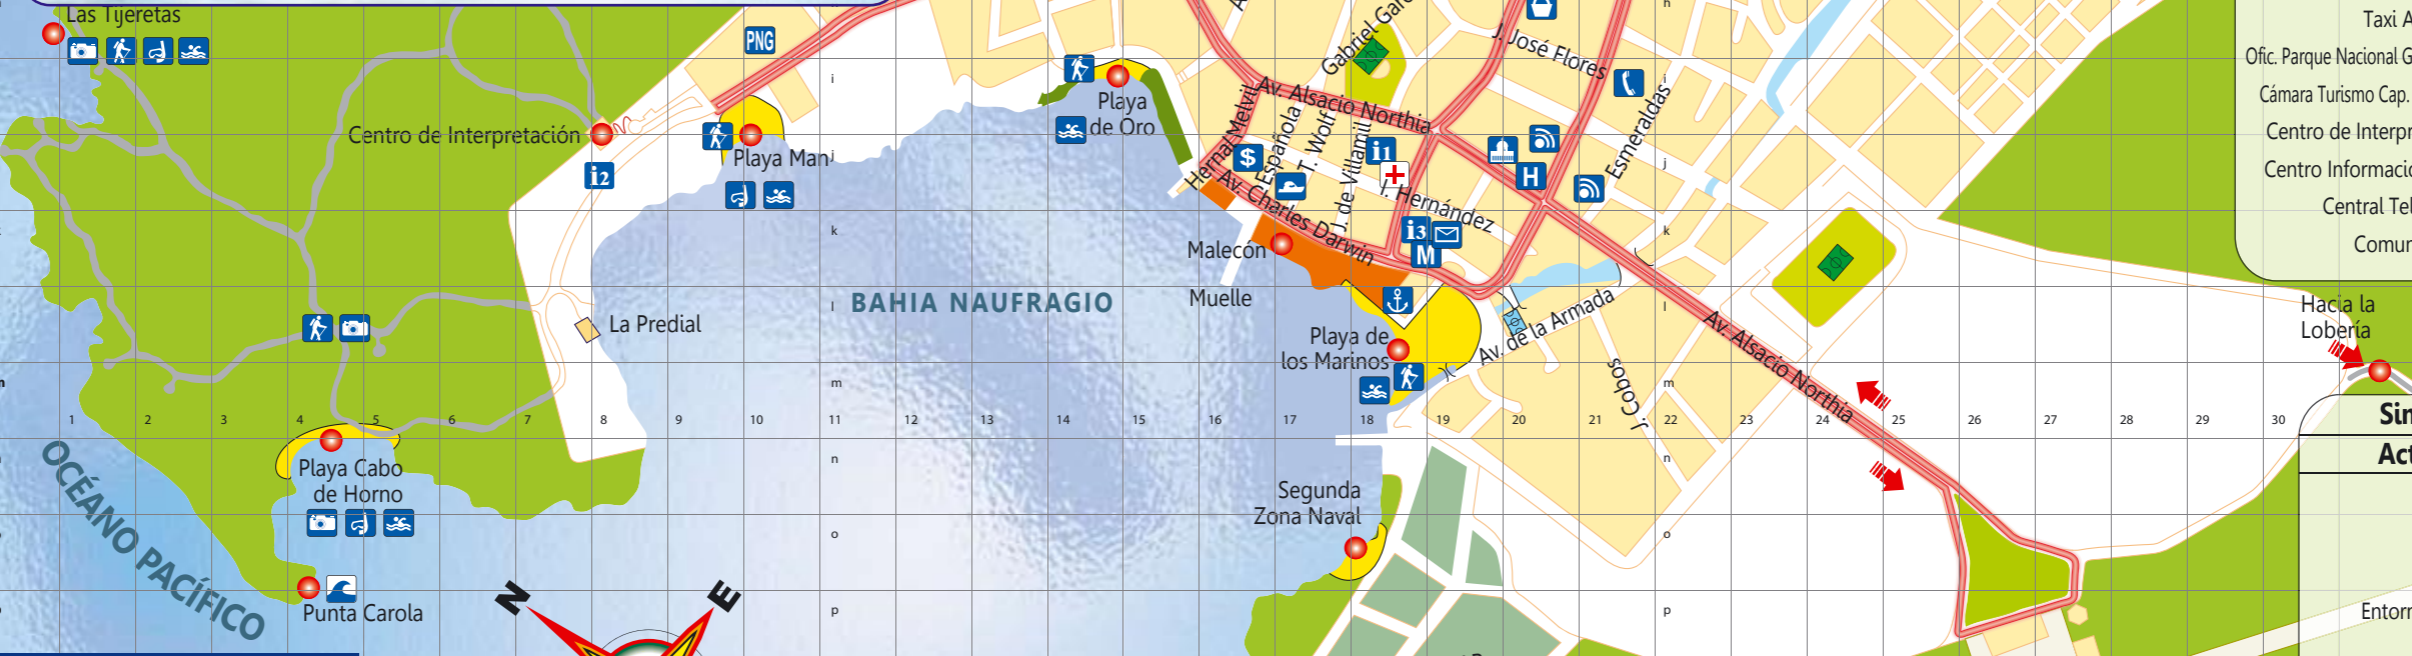 Las Tijeretas
PNG
Centro de Interpretación
i2
Playa Man
Playa
de Oro
La Predial
BAHIA NAUFRAGIO
OCÉANO PACÍFICO
Playa Cabo
de Horno
Punta Carola
N
E
Malecón
Muelle
Playa de
los Marinos
Segunda
Zona Naval
Av. Alsacio Northia
Hernal Melvil
Española
T. Wolf
J. de Villamil
Av. Charles Darwin
I. Hernández
J. José Flores
Esmeraldas
$
i1
H
i3
M
Av. de la Armada
J. Cobos
Av. Alsacio Northia
Hacia la
Lobería
Taxi A
Ofic. Parque Nacional G
Cámara Turismo Cap.
Centro de Interpr
Centro Informaci
Central Tel
Comun
Act
Entorn
i
j
k
l
m
n
o
p
h
i
j
k
l
m
n
o
p
1 2 3 4 5 6 7 8 9 10 11 12 13 14 15 16 17 18 19 20 21 22 23 24 25 26 27 28 29 30